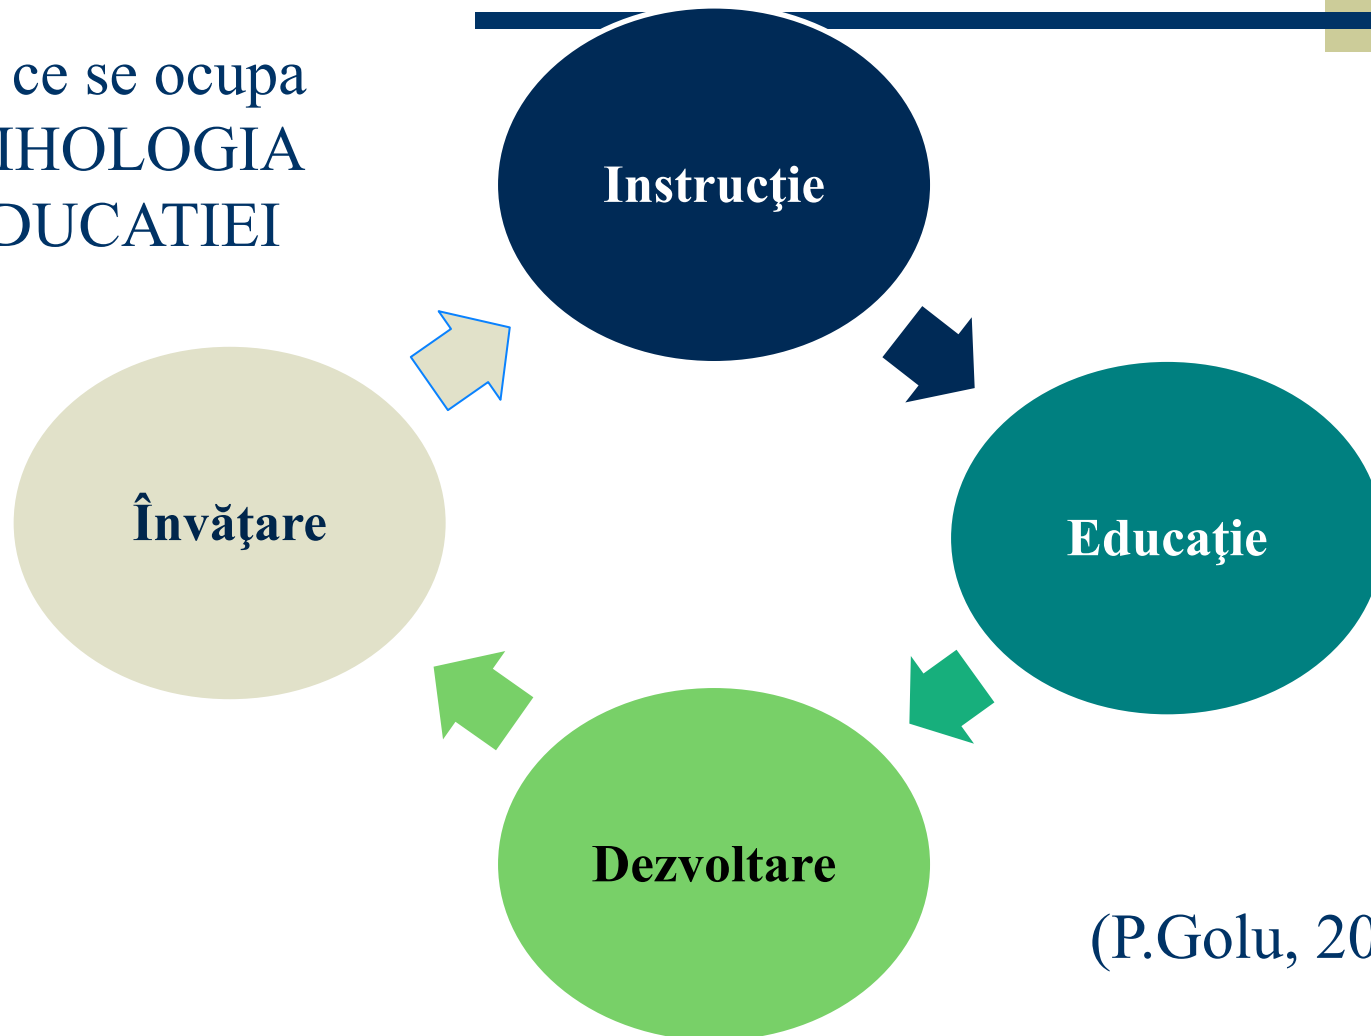 ce se ocupa
IHOLOGIA
DUCATIEI
Instrucţie
Învăţare
Educaţie
Dezvoltare
(P.Golu, 20